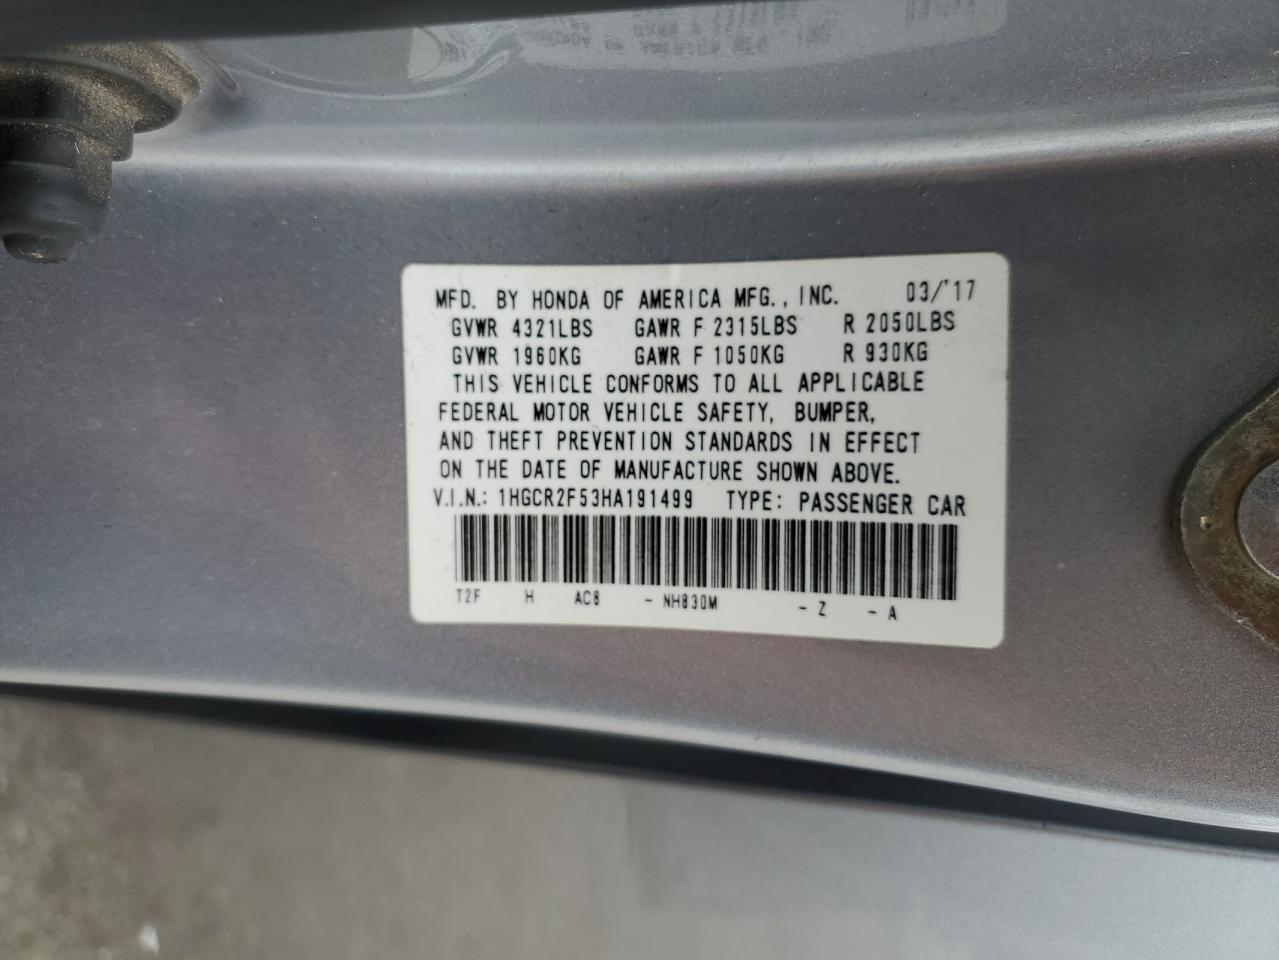 MFD. BY HONDA OF AMERICA MFG., INC. 03/'17
GVWR 4321LBS GAWR F 2315LBS R 2050LBS
GVWR 1960KG GAWR F 1050KG R 930KG
THIS VEHICLE CONFORMS TO ALL APPLICABLE
FEDERAL MOTOR VEHICLE SAFETY, BUMPER,
AND THEFT PREVENTION STANDARDS IN EFFECT
ON THE DATE OF MANUFACTURE SHOWN ABOVE.
V.I.N.: 1HGCR2F53HA191499 TYPE: PASSENGER CAR
T2F H AC8 - NH830M - Z - A